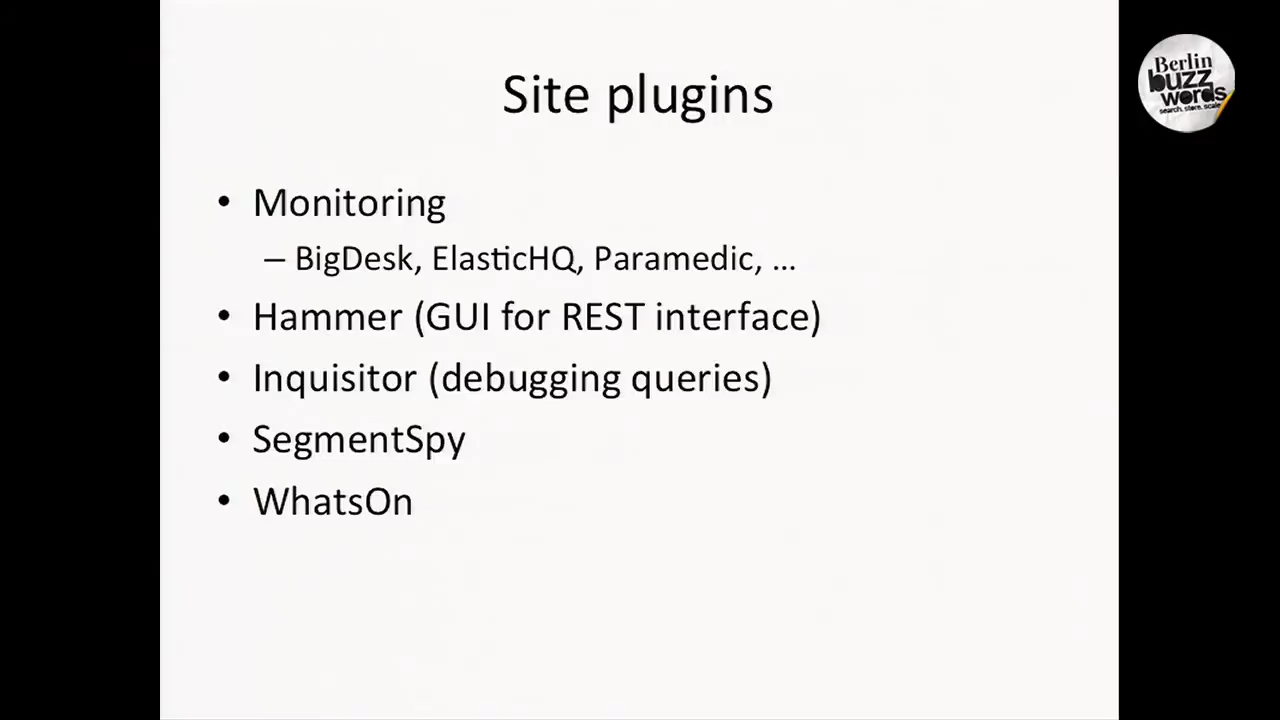 Site plugins
• Monitoring
– BigDesk, ElasticHQ, Paramedic, ...
• Hammer (GUI for REST interface)
• Inquisitor (debugging queries)
• SegmentSpy
• WhatsOn
Berlin
buzz
words
search. store. scale